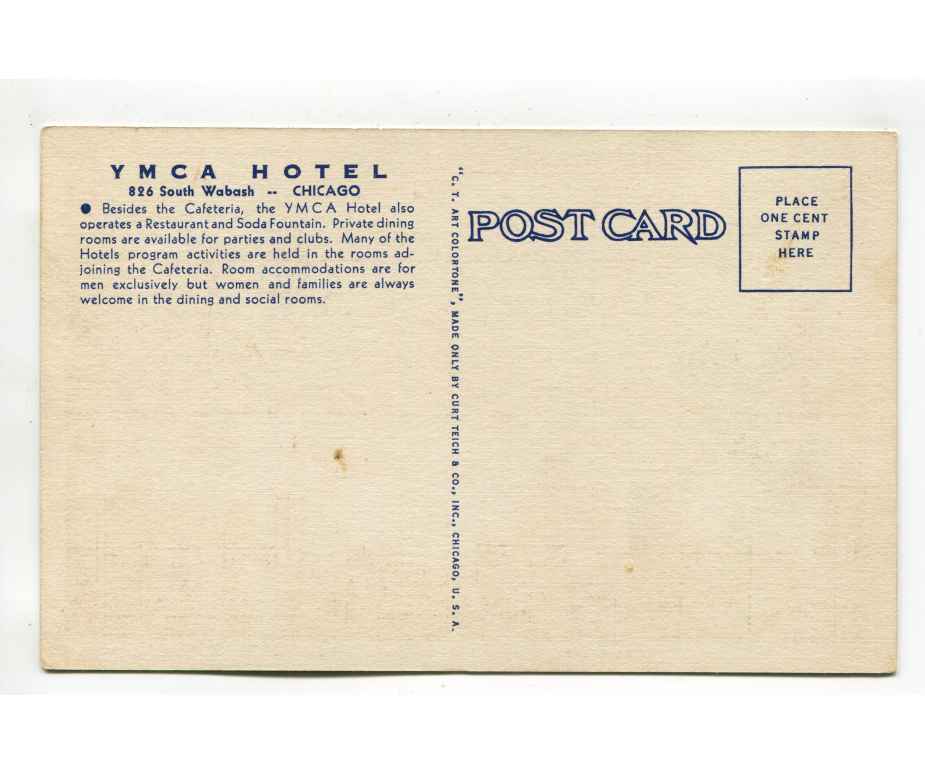 YMCA HOTEL
826 South Wabash -- CHICAGO
● Besides the Cafeteria, the YMCA Hotel also
operates a Restaurant and Soda Fountain. Private dining
rooms are available for parties and clubs. Many of the
Hotels program activities are held in the rooms ad-
joining the Cafeteria. Room accommodations are for
men exclusively but women and families are always
welcome in the dining and social rooms.
"C. T. ART COLORTONE", MADE ONLY BY CURT TEICH & CO., INC., CHICAGO, U. S. A.
POST CARD
PLACE
ONE CENT
STAMP
HERE